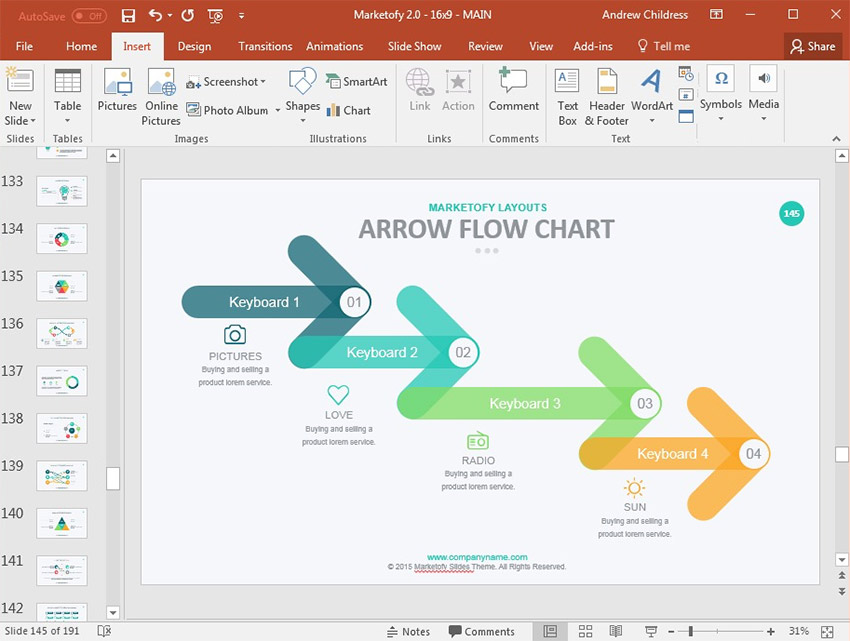 AutoSave Off
Marketofy 2.0 - 16x9 - MAIN
Andrew Childress
File Home Insert Design Transitions Animations Slide Show Review View Add-ins Tell me Share
New Slide
Slides
Table
Tables
Pictures
Online Pictures
Screenshot
Photo Album
Images
Shapes
SmartArt
Chart
Illustrations
Link
Action
Links
Comment
Comments
Text Box
Header & Footer
WordArt
Text
Symbols
Media
133
134
135
136
137
138
139
140
141
142
MARKETOFY LAYOUTS
ARROW FLOW CHART
145
Keyboard 1 01
PICTURES
Buying and selling a
product lorem service.
Keyboard 2 02
LOVE
Buying and selling a
product lorem service.
Keyboard 3 03
RADIO
Buying and selling a
product lorem service.
Keyboard 4 04
SUN
Buying and selling a
product lorem service.
www.companyname.com
© 2015 Marketofy Slides Theme. All Rights Reserved.
Slide 145 of 191
Notes
Comments
31%